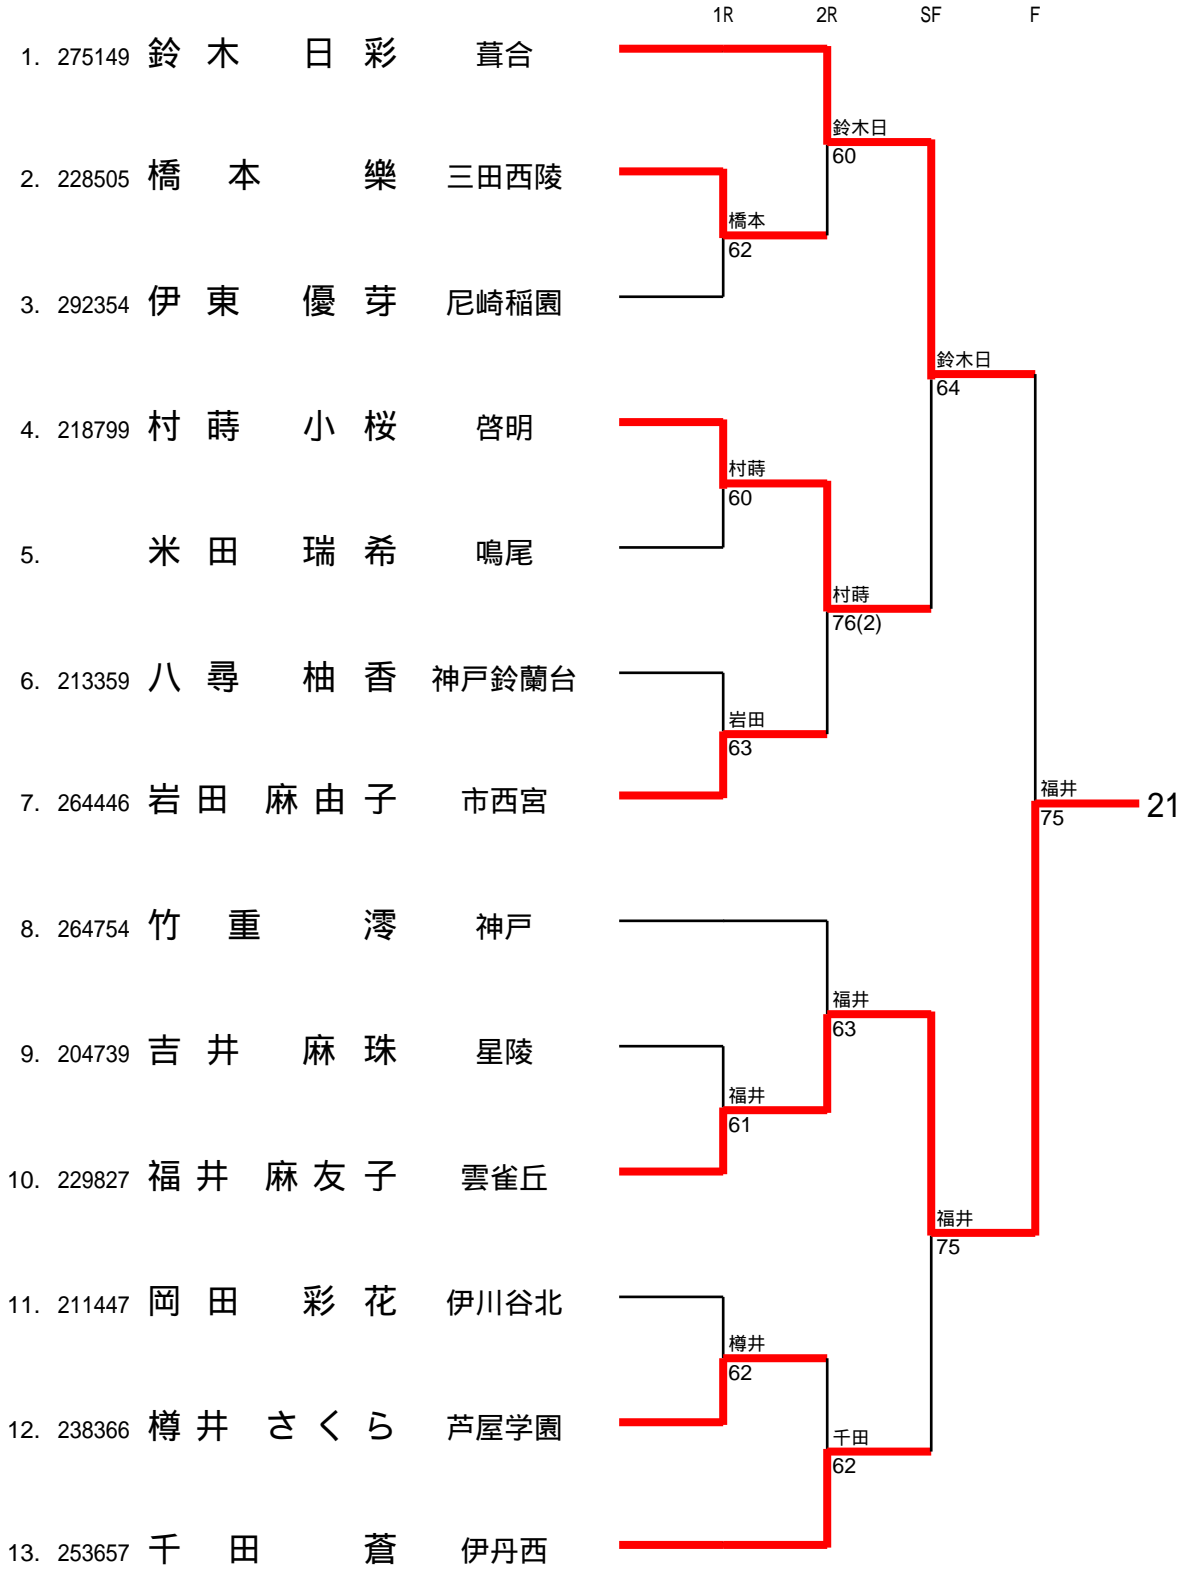 1R 2R SF F
1. 275149 鈴木 日彩 葺合
鈴木日
60
2. 228505 橋本 樂 三田西陵
橋本
62
3. 292354 伊東 優芽 尼崎稲園
鈴木日
64
4. 218799 村蒔 小桜 啓明
村蒔
60
5. 米田 瑞希 鳴尾
村蒔
76(2)
6. 213359 八尋 柚香 神戸鈴蘭台
岩田
63
7. 264446 岩田 麻由子 市西宮
福井
75
21
8. 264754 竹重 澪 神戸
福井
63
9. 204739 吉井 麻珠 星陵
福井
61
10. 229827 福井 麻友子 雲雀丘
福井
75
11. 211447 岡田 彩花 伊川谷北
樽井
62
12. 238366 樽井 さくら 芦屋学園
千田
62
13. 253657 千田 蒼 伊丹西